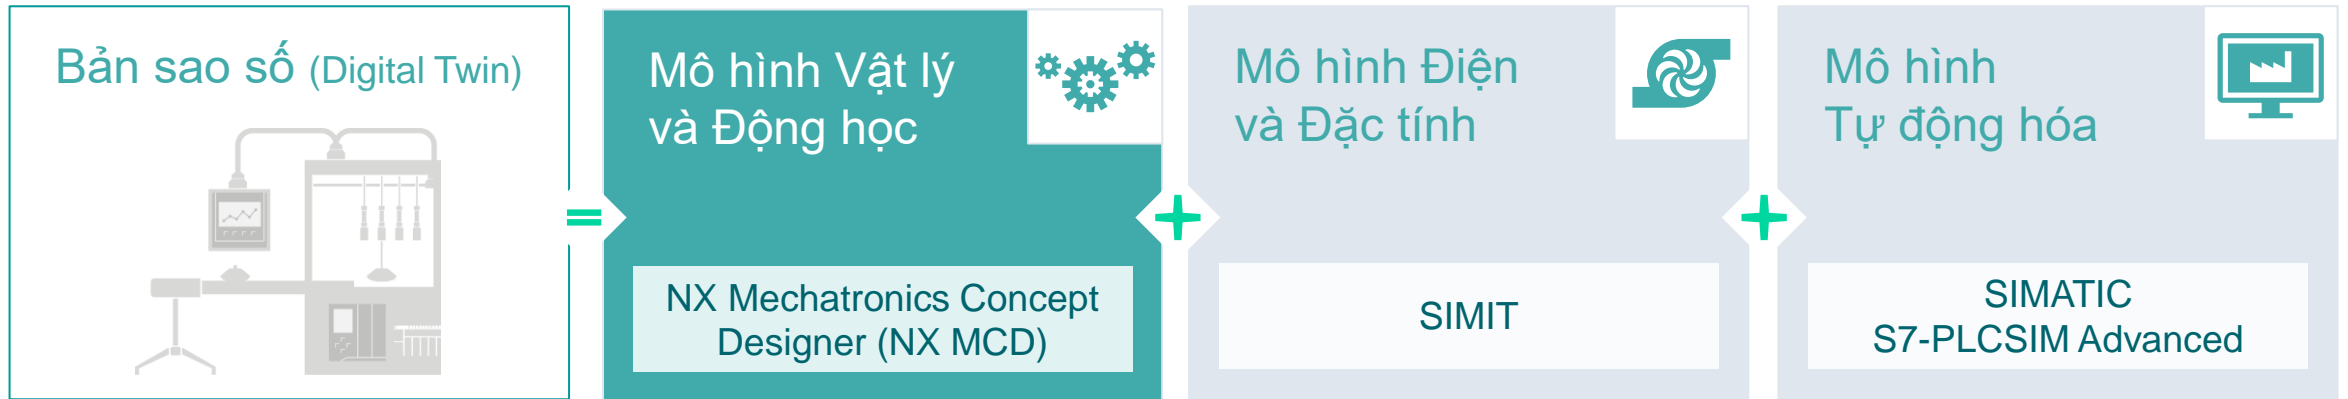 Bản sao số (Digital Twin)
=
Mô hình Vật lý
và Động học
NX Mechatronics Concept
Designer (NX MCD)
+
Mô hình Điện
và Đặc tính
SIMIT
+
Mô hình
Tự động hóa
SIMATIC
S7-PLCSIM Advanced